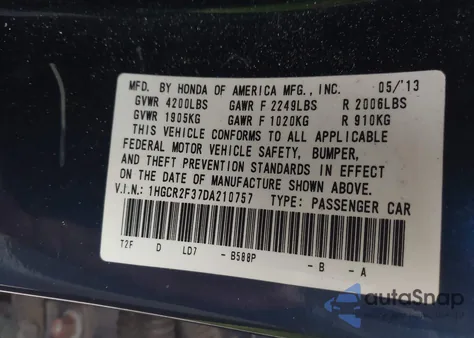 MFD. BY HONDA OF AMERICA MFG., INC. 05/'13
GVWR 4200LBS GAWR F 2249LBS R 2006LBS
GVWR 1905KG GAWR F 1020KG R 910KG
THIS VEHICLE CONFORMS TO ALL APPLICABLE
FEDERAL MOTOR VEHICLE SAFETY, BUMPER,
AND THEFT PREVENTION STANDARDS IN EFFECT
ON THE DATE OF MANUFACTURE SHOWN ABOVE.
V.I.N.: 1HGCR2F37DA210757 TYPE: PASSENGER CAR
T2F D LD7 - B588P - B - A
autoSnap